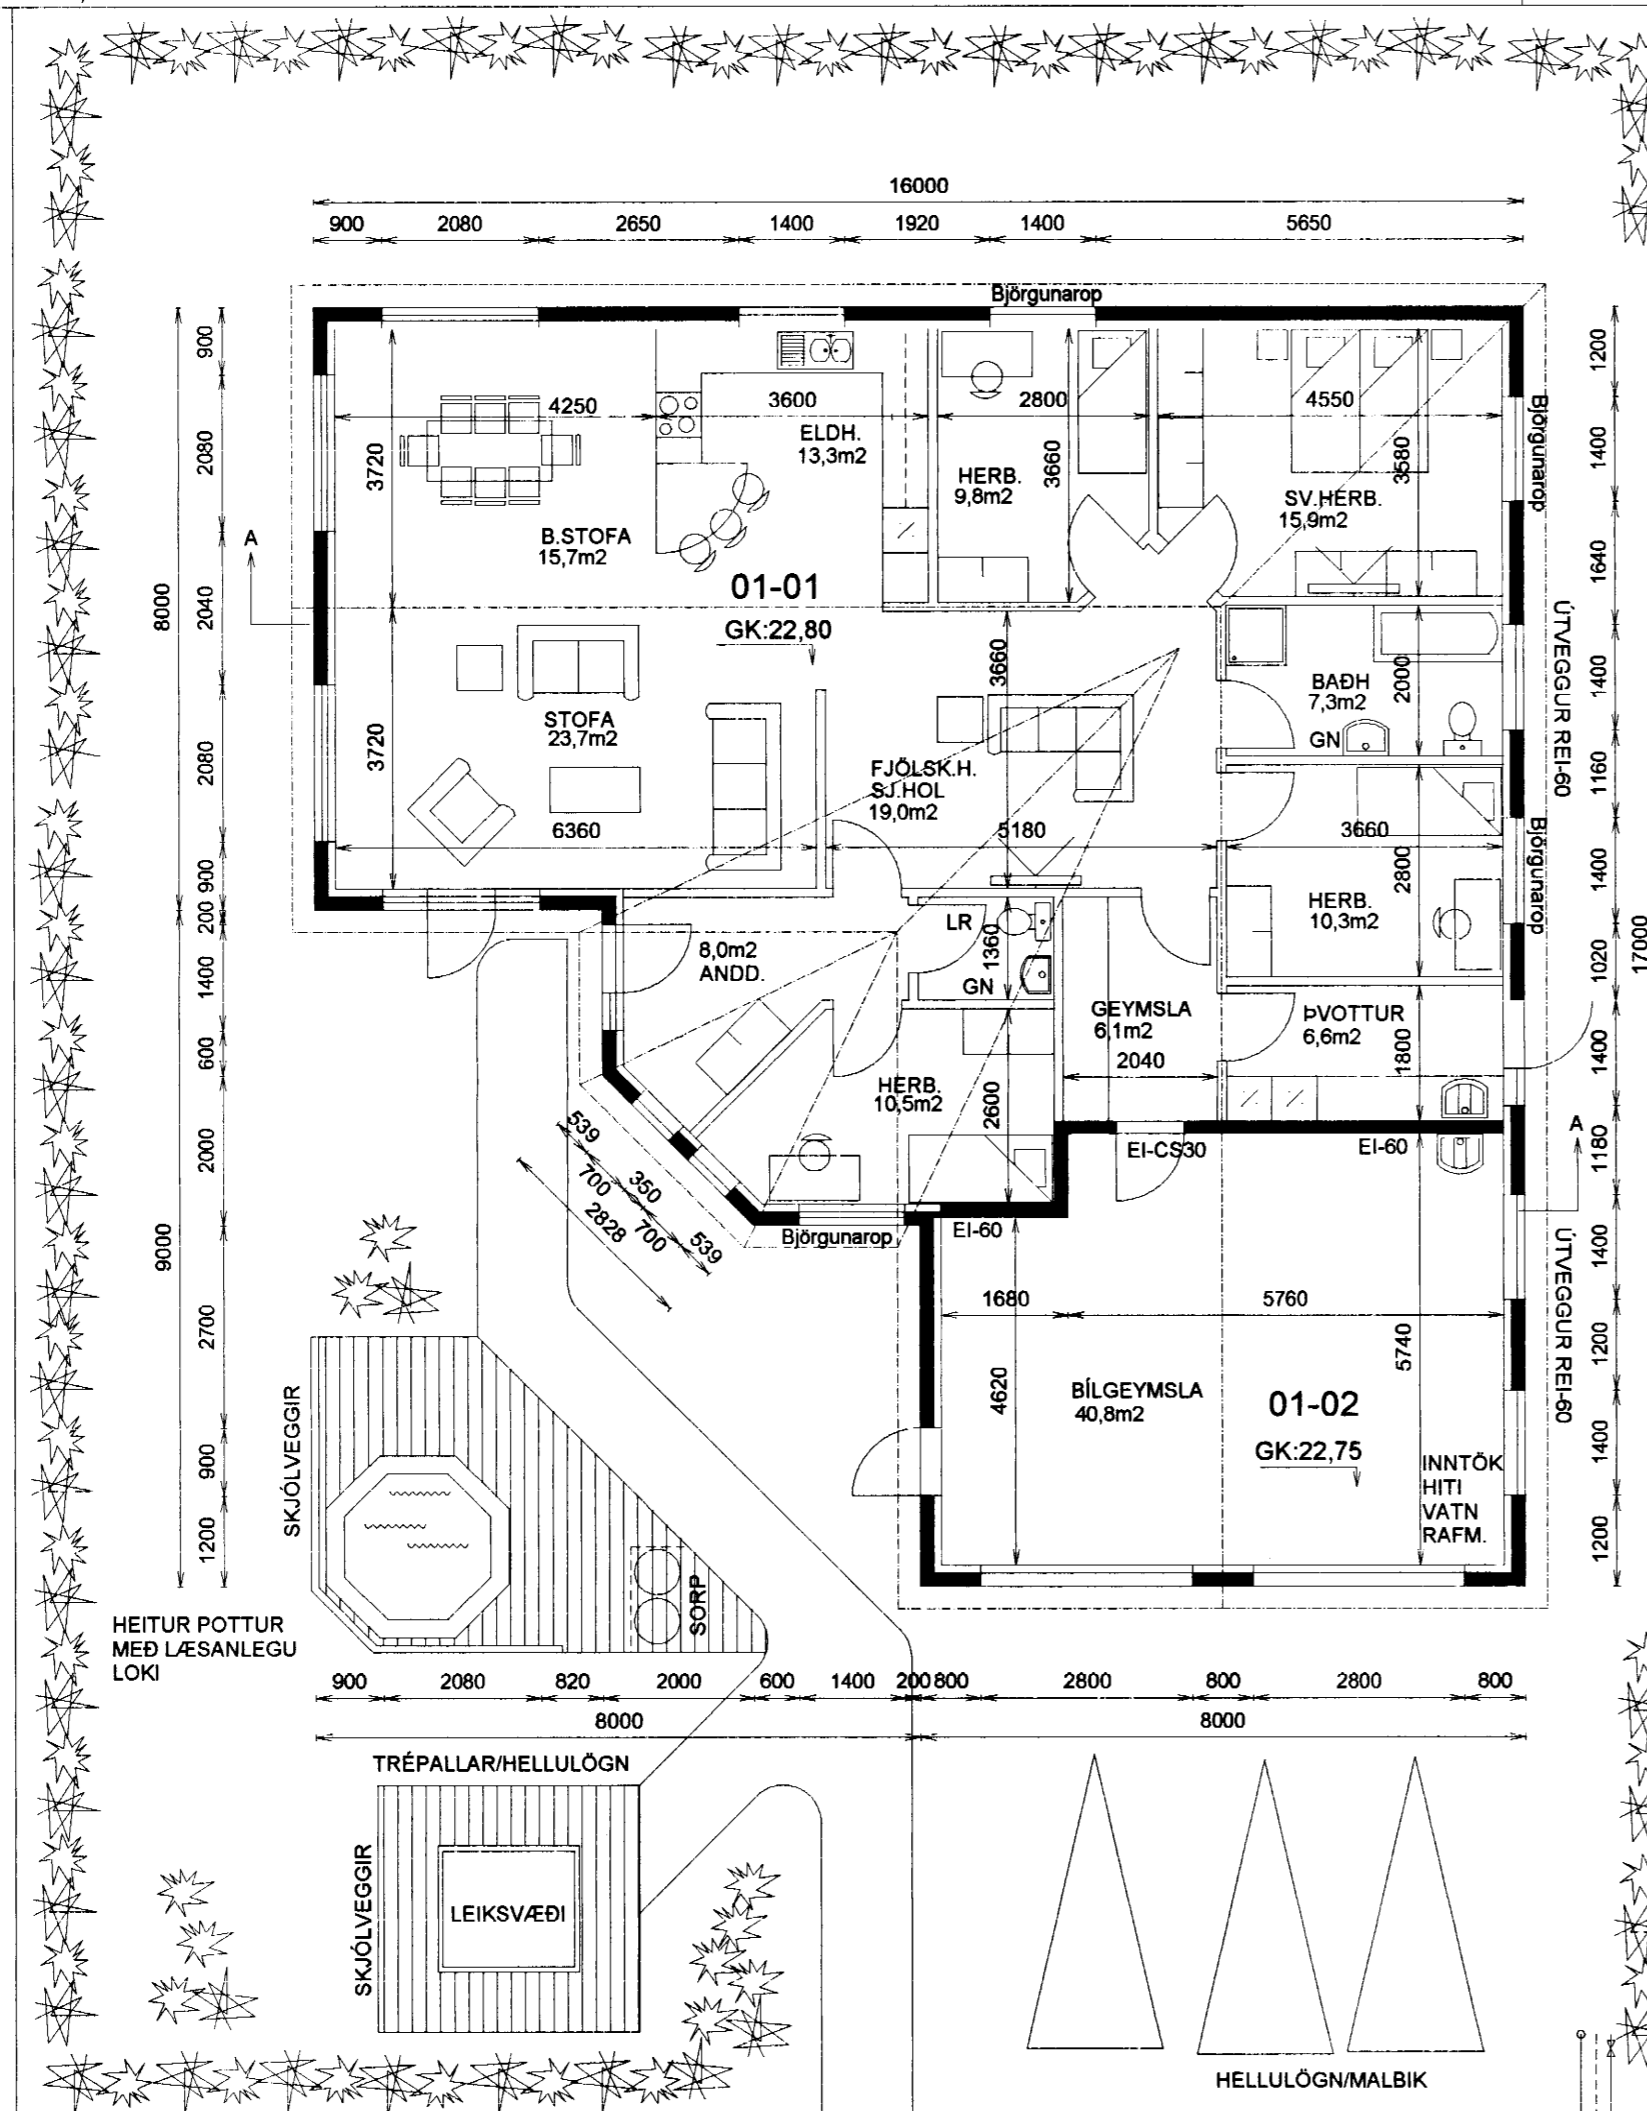 16000
900 2080 2650 1400 1920 1400 5650
Björgunarop
900
2080
2040
2080
900
200
1400
600
2000
2700
900
1200
8000
9000
A
4250
3600
2800
4550
3720
3660
3580
ELDH.
13,3m2
HERB.
9,8m2
SV.HERB.
15,9m2
B.STOFA
15,7m2
01-01
GK:22,80
3720
3660
STOFA
23,7m2
FJÖLSK.H.
SJ.HOL
19,0m2
6360
5180
BAÐH
7,3m2
2000
GN
3660
2800
HERB.
10,3m2
8,0m2
ANDD.
LR
1360
GN
GEYMSLA
6,1m2
2040
ÞVOTTUR
6,6m2
1800
HERB.
10,5m2
2600
EI-CS30
EI-60
EI-60
Björgunarop
539
700
350
700
539
2828
1680
5760
4620
5740
BÍLGEYMSLA
40,8m2
01-02
GK:22,75
INNTÖK
HITI
VATN
RAFM.
Björgunarop
Björgunarop
ÚTVEGGUR REI-60
ÚTVEGGUR REI-60
A
1200
1400
1640
1400
1160
1400
1020
1400
1180
1400
1200
1400
1200
17000
SKJÓLVEGGIR
SORP
HEITUR POTTUR
MEÐ LÆSANLEGU
LOKI
900 2080 820 2000 600 1400 200 800 2800 800 2800 800
8000 8000
TRÉPALLAR/HELLULÖGN
SKJÓLVEGGIR
LEIKSVÆÐI
HELLULÖGN/MALBIK